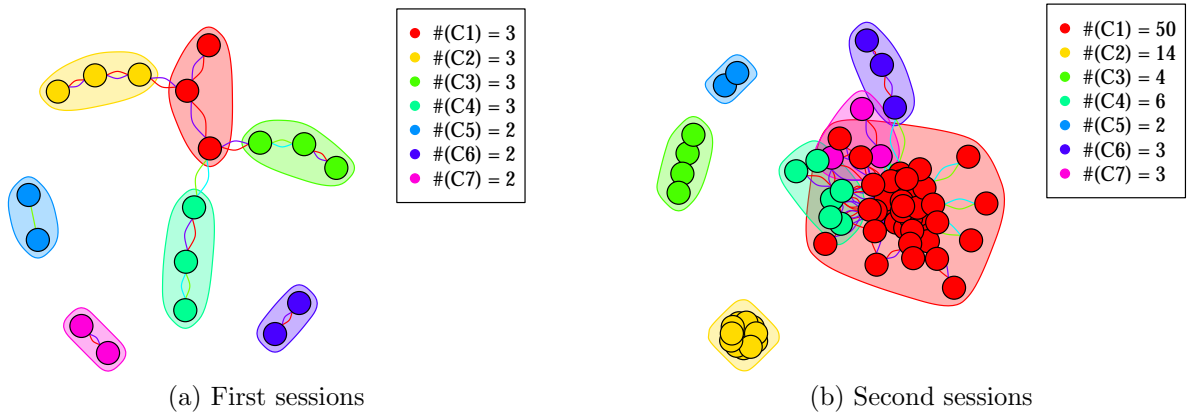 #(C1) = 3
#(C2) = 3
#(C3) = 3
#(C4) = 3
#(C5) = 2
#(C6) = 2
#(C7) = 2
(a) First sessions
#(C1) = 50
#(C2) = 14
#(C3) = 4
#(C4) = 6
#(C5) = 2
#(C6) = 3
#(C7) = 3
(b) Second sessions